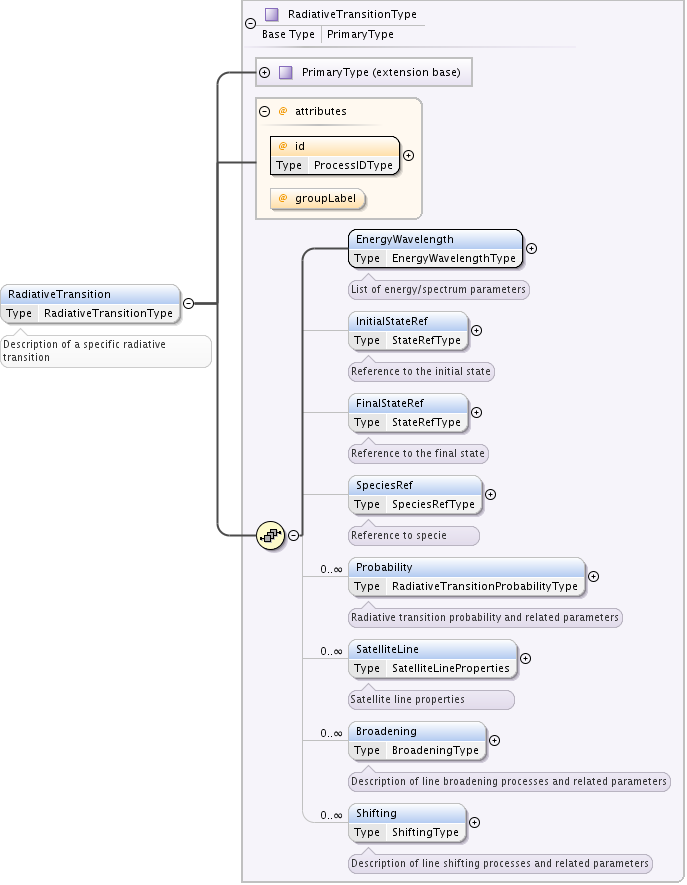 RadiativeTransitionType
Base Type PrimaryType
PrimaryType (extension base)
@ attributes
@ id
Type ProcessIDType
@ groupLabel
RadiativeTransition
Type RadiativeTransitionType
Description of a specific radiative
transition
EnergyWavelength
Type EnergyWavelengthType
List of energy/spectrum parameters
InitialStateRef
Type StateRefType
Reference to the initial state
FinalStateRef
Type StateRefType
Reference to the final state
SpeciesRef
Type SpeciesRefType
Reference to specie
0..∞ Probability
Type RadiativeTransitionProbabilityType
Radiative transition probability and related parameters
0..∞ SatelliteLine
Type SatelliteLineProperties
Satellite line properties
0..∞ Broadening
Type BroadeningType
Description of line broadening processes and related parameters
0..∞ Shifting
Type ShiftingType
Description of line shifting processes and related parameters